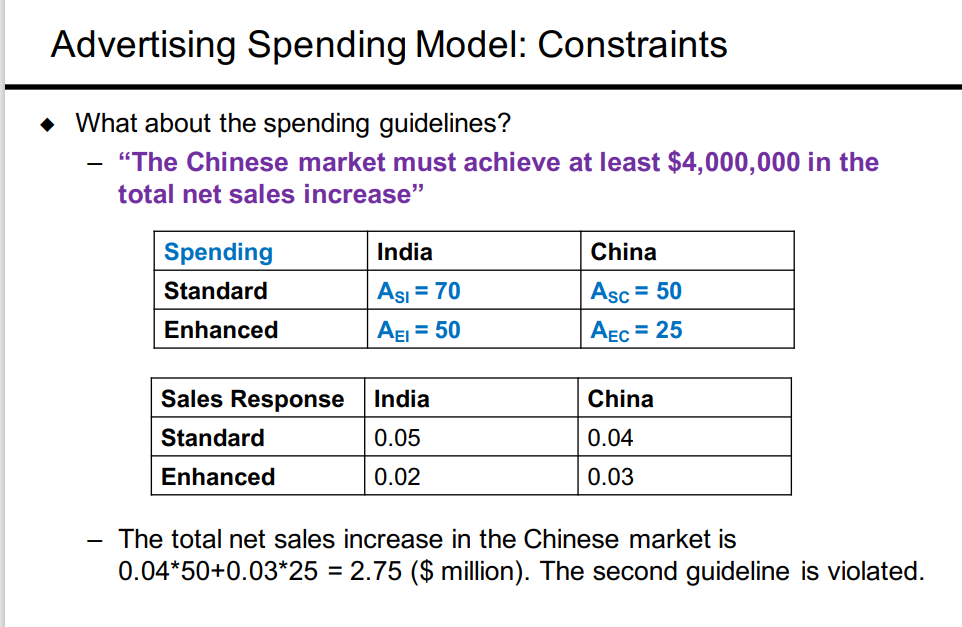 Advertising Spending Model: Constraints
◆ What about the spending guidelines?
– “The Chinese market must achieve at least $4,000,000 in the
total net sales increase”
Spending India China
Standard ASI = 70 ASC = 50
Enhanced AEI = 50 AEC = 25
Sales Response India China
Standard 0.05 0.04
Enhanced 0.02 0.03
– The total net sales increase in the Chinese market is
0.04*50+0.03*25 = 2.75 ($ million). The second guideline is violated.